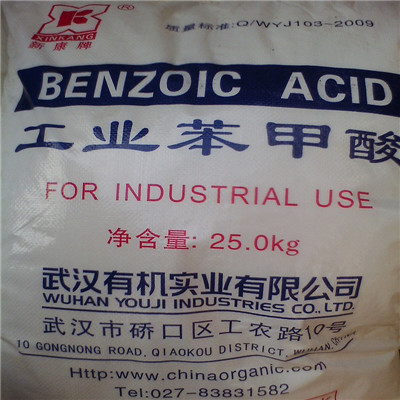 XINKANG
新康牌
质量标准:Q/WYJ103-2009
BENZOIC ACID
工业苯甲酸
FOR INDUSTRIAL USE
净含量: 25.0kg
武汉有机实业有限公司
WUHAN YOUJI INDUSTRIES CO.,LTD.
武汉市硚口区工农路10号
10 GONGNONG ROAD, QIAOKOU DISTRICT, WUHAN,
Http:www.chinaorganic.com
Tel:027-83831582